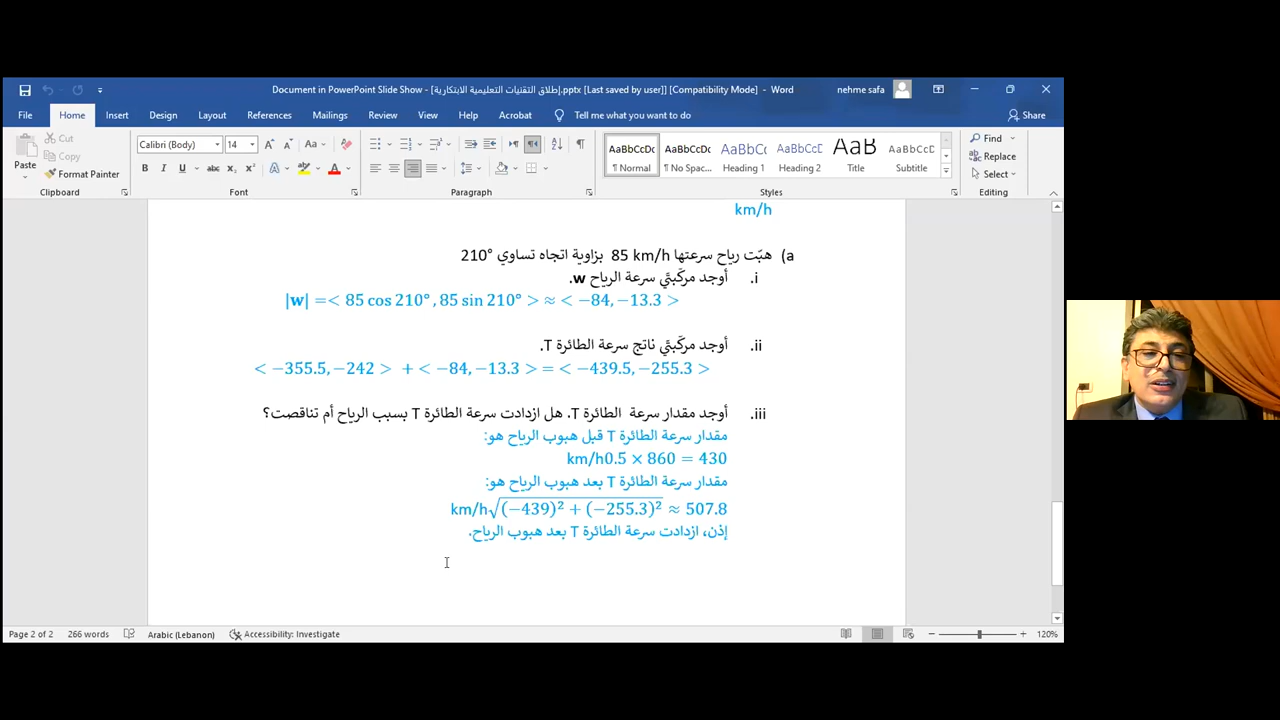 Document in PowerPoint Slide Show - [إطلاق التقنيات التعليمية الابتكارية.pptx [Last saved by user]] [Compatibility Mode] - Word
nehme safa
File Home Insert Design Layout References Mailings Review View Help Acrobat Tell me what you want to do Share
Paste
Cut
Copy
Format Painter
Calibri (Body) 14
AaBbCcDc AaBbCcDc AaBbCc AaBbCcD AaB AaBbCcD
¶ Normal ¶ No Spac... Heading 1 Heading 2 Title Subtitle
Find
Replace
Select
Clipboard Font Paragraph Styles Editing
km/h
a) هبّت رياح سرعتها 85 km/h بزاوية اتجاه تساوي 210°
i. أوجد مركّبتَي سرعة الرياح w.
|w| =< 85 cos 210° , 85 sin 210° > ≈ < −84, −13.3 >
ii. أوجد مركّبتَي ناتج سرعة الطائرة T.
< −355.5, −242 > + < −84, −13.3 > = < −439.5, −255.3 >
iii. أوجد مقدار سرعة الطائرة T. هل ازدادت سرعة الطائرة T بسبب الرياح أم تناقصت؟
مقدار سرعة الطائرة T قبل هبوب الرياح هو:
km/h0.5 × 860 = 430
مقدار سرعة الطائرة T بعد هبوب الرياح هو:
km/h√(−439)² + (−255.3)² ≈ 507.8
إذن، ازدادت سرعة الطائرة T بعد هبوب الرياح.
Page 2 of 2 266 words Arabic (Lebanon) Accessibility: Investigate 120%